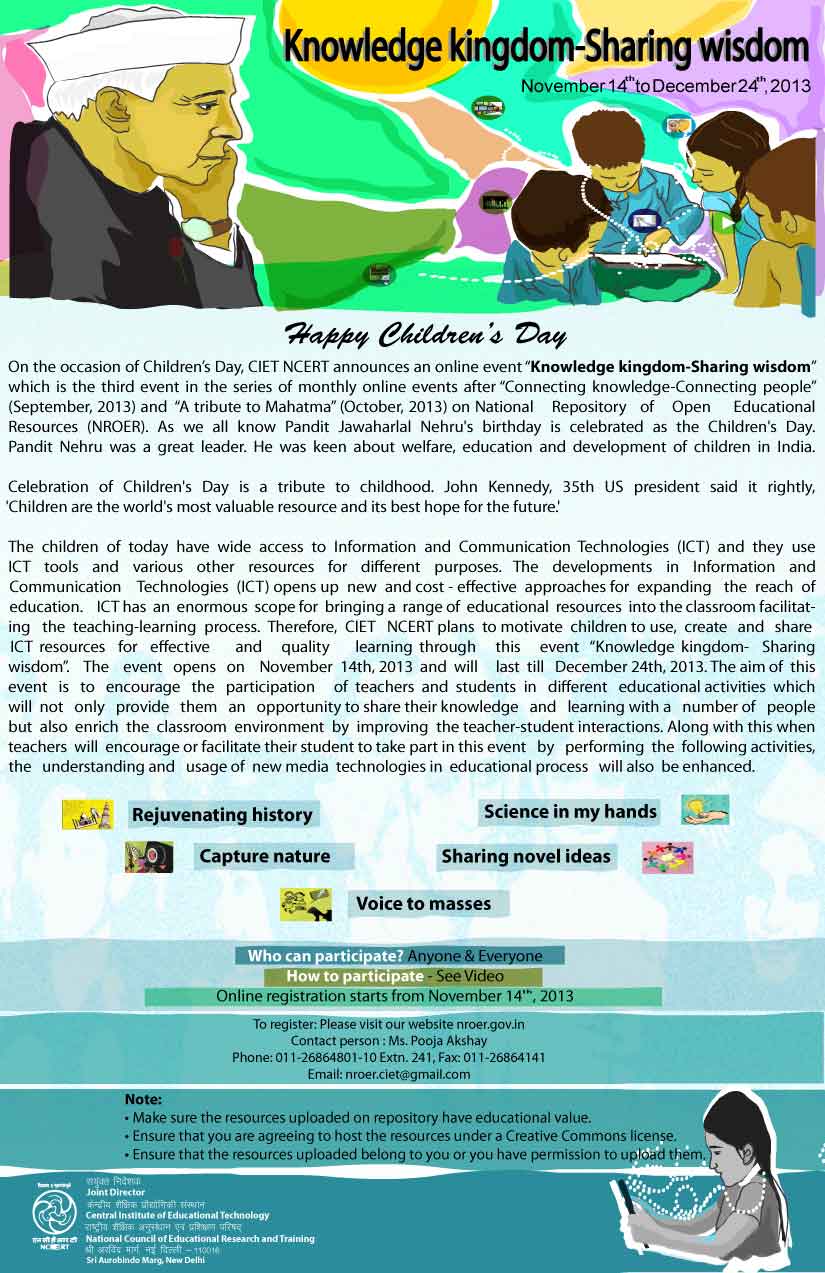 Knowledge kingdom-Sharing wisdom
November 14th to December 24th, 2013
Happy Children's Day
On the occasion of Children's Day, CIET NCERT announces an online event "Knowledge kingdom-Sharing wisdom"
which is the third event in the series of monthly online events after "Connecting knowledge-Connecting people"
(September, 2013) and "A tribute to Mahatma" (October, 2013) on National Repository of Open Educational
Resources (NROER). As we all know Pandit Jawaharlal Nehru's birthday is celebrated as the Children's Day.
Pandit Nehru was a great leader. He was keen about welfare, education and development of children in India.
Celebration of Children's Day is a tribute to childhood. John Kennedy, 35th US president said it rightly,
'Children are the world's most valuable resource and its best hope for the future.'
The children of today have wide access to Information and Communication Technologies (ICT) and they use
ICT tools and various other resources for different purposes. The developments in Information and
Communication Technologies (ICT) opens up new and cost - effective approaches for expanding the reach of
education. ICT has an enormous scope for bringing a range of educational resources into the classroom facilitat-
ing the teaching-learning process. Therefore, CIET NCERT plans to motivate children to use, create and share
ICT resources for effective and quality learning through this event "Knowledge kingdom- Sharing
wisdom". The event opens on November 14th, 2013 and will last till December 24th, 2013. The aim of this
event is to encourage the participation of teachers and students in different educational activities which
will not only provide them an opportunity to share their knowledge and learning with a number of people
but also enrich the classroom environment by improving the teacher-student interactions. Along with this when
teachers will encourage or facilitate their student to take part in this event by performing the following activities,
the understanding and usage of new media technologies in educational process will also be enhanced.
Rejuvenating history
Science in my hands
Capture nature
Sharing novel ideas
Voice to masses
Who can participate? Anyone & Everyone
How to participate - See Video
Online registration starts from November 14th, 2013
To register: Please visit our website nroer.gov.in
Contact person : Ms. Pooja Akshay
Phone: 011-26864801-10 Extn. 241, Fax: 011-26864141
Email: nroer.ciet@gmail.com
Note:
• Make sure the resources uploaded on repository have educational value.
• Ensure that you are agreeing to host the resources under a Creative Commons license.
• Ensure that the resources uploaded belong to you or you have permission to upload them.
सयुंक्त निदेशक
Joint Director
केन्द्रीय शैक्षिक प्रौद्योगिकी संस्थान
Central Institute of Educational Technology
राष्ट्रीय शैक्षिक अनुसंधान एवं प्रशिक्षण परिषद्
National Council of Educational Research and Training
श्री अरविंद मार्ग, नई दिल्ली – 110016
Sri Aurobindo Marg, New Delhi
NCERT